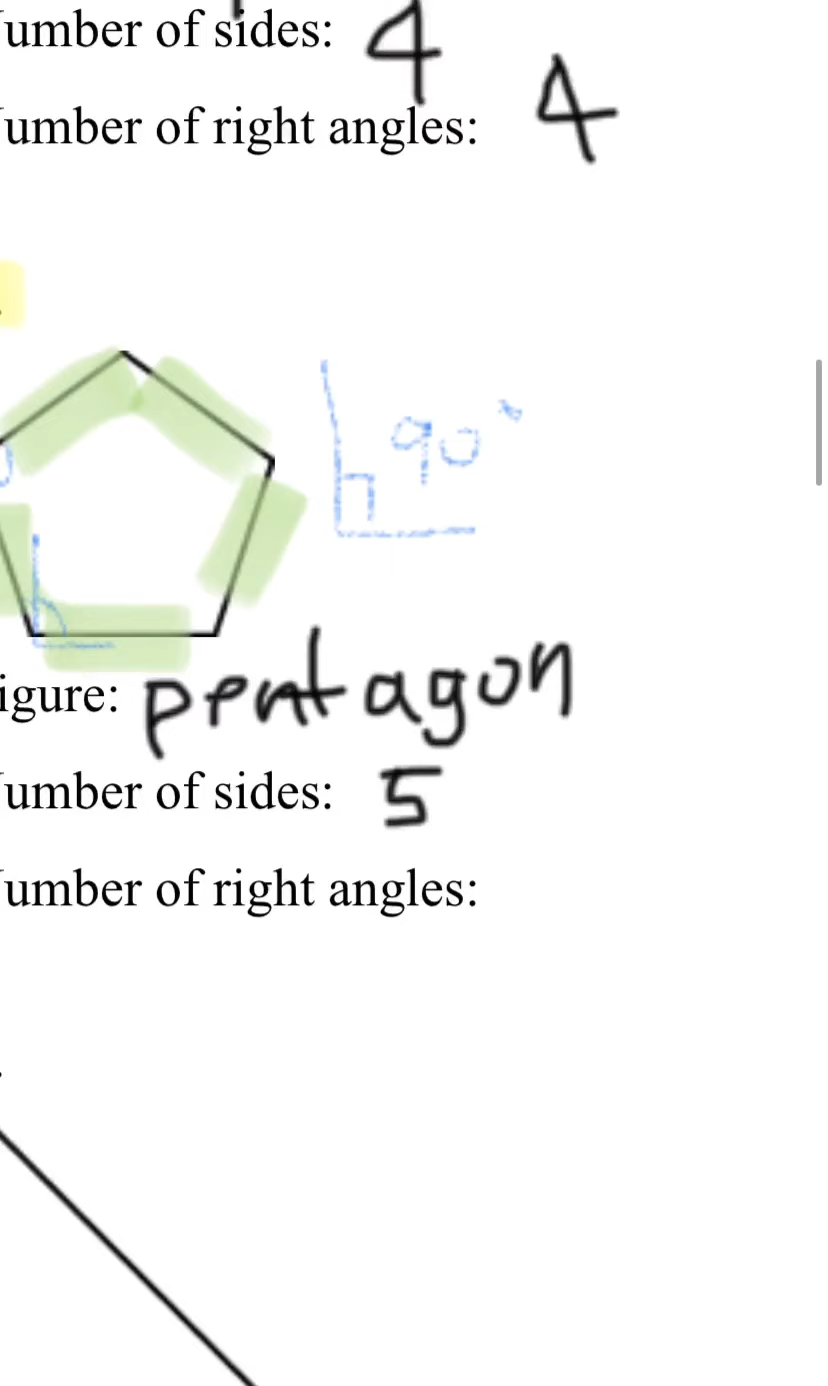 umber of sides: 4
umber of right angles: 4
90°
igure: pentagon
umber of sides: 5
umber of right angles: